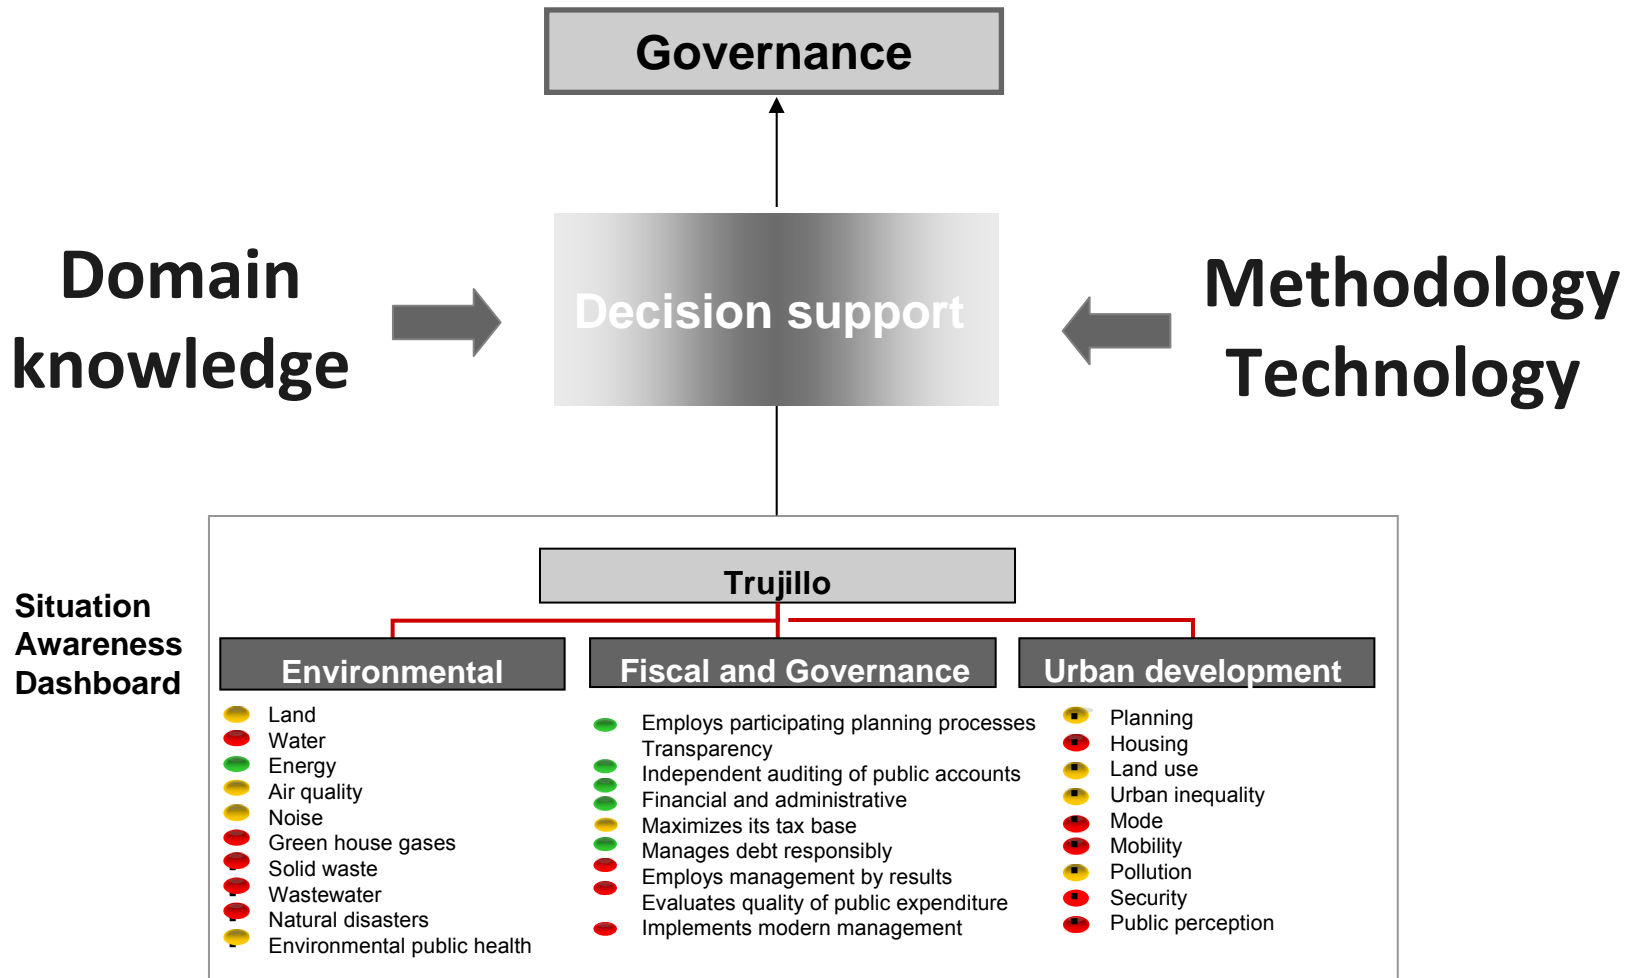 Governance
Domain
knowledge
Decision support
Methodology
Technology
Situation
Awareness
Dashboard
Trujillo
Environmental
Land
Water
Energy
Air quality
Noise
Green house gases
Solid waste
Wastewater
Natural disasters
Environmental public health
Fiscal and Governance
Employs participating planning processes
Transparency
Independent auditing of public accounts
Financial and administrative
Maximizes its tax base
Manages debt responsibly
Employs management by results
Evaluates quality of public expenditure
Implements modern management
Urban development
Planning
Housing
Land use
Urban inequality
Mode
Mobility
Pollution
Security
Public perception